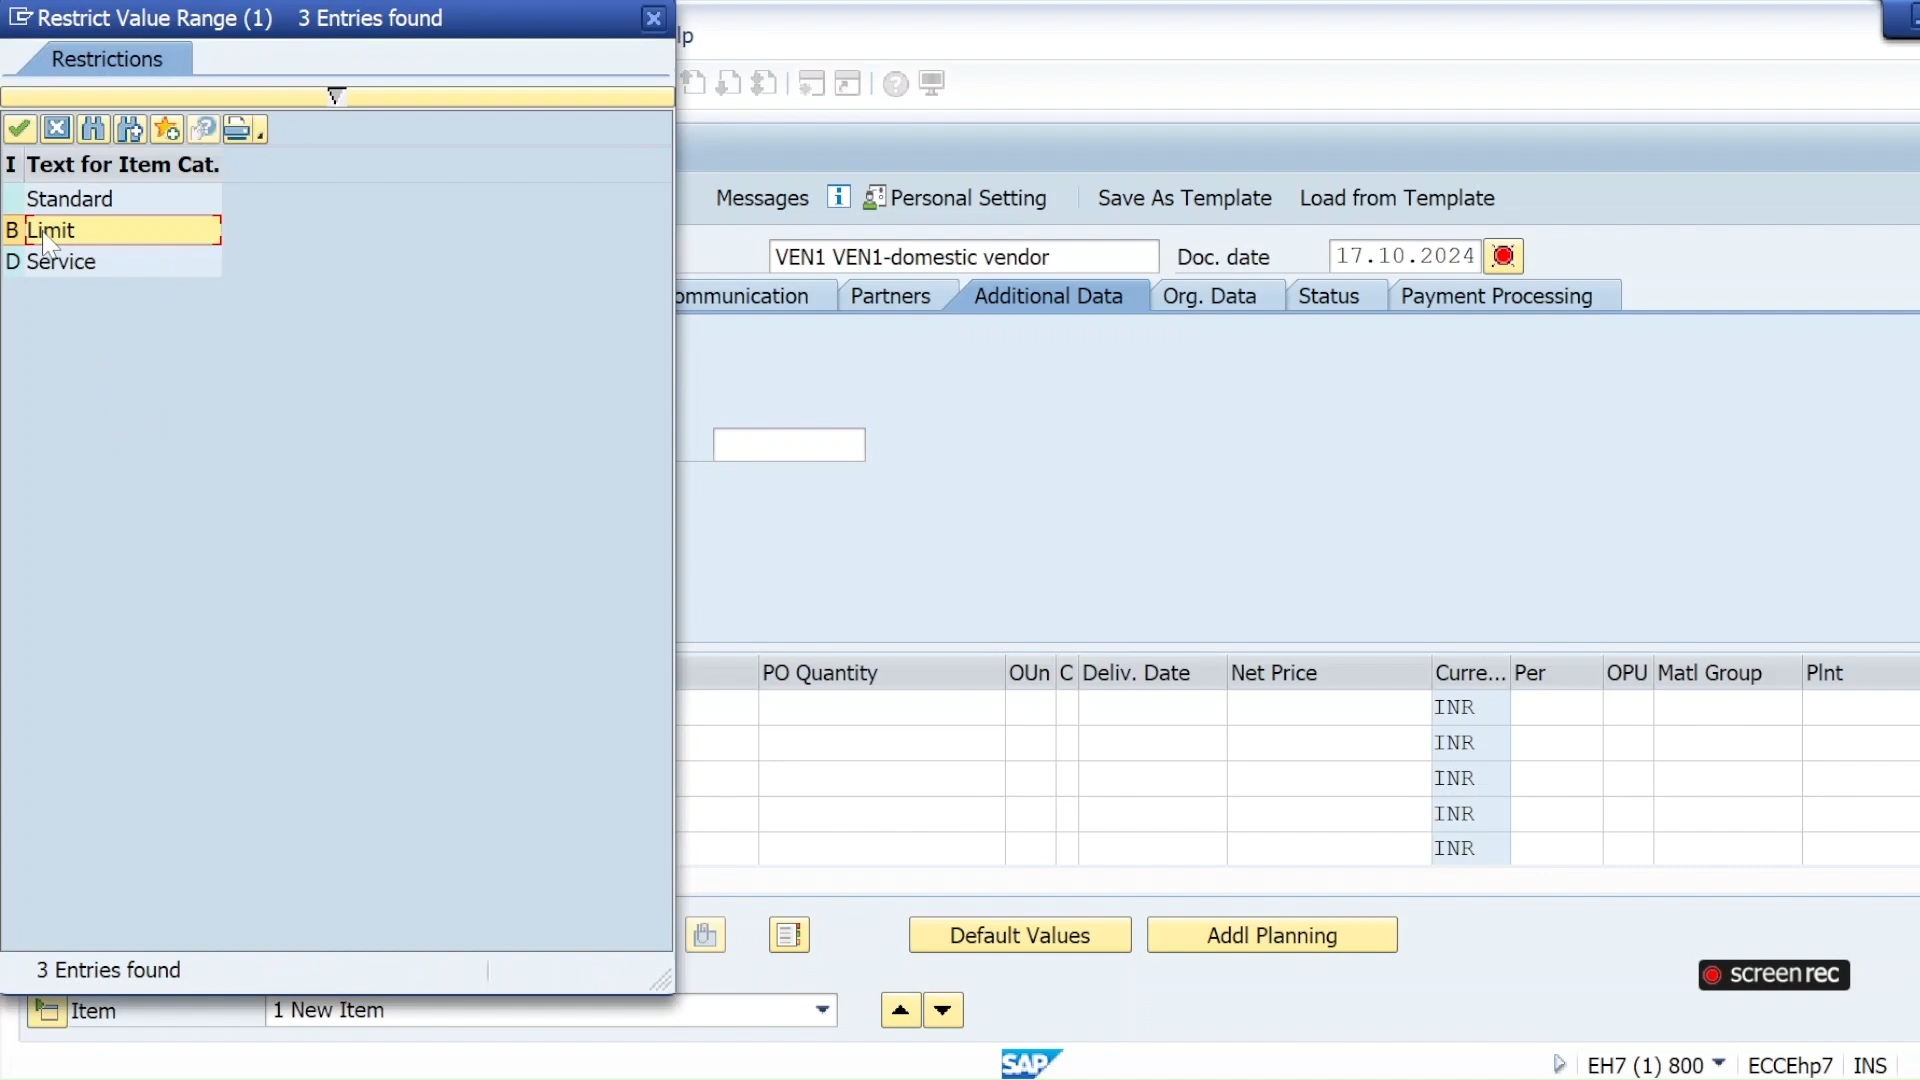 Restrict Value Range (1) 3 Entries found
lp
Restrictions
I Text for Item Cat.
Standard
B Limit
D Service
Messages Personal Setting Save As Template Load from Template
VEN1 VEN1-domestic vendor Doc. date 17.10.2024
ommunication Partners Additional Data Org. Data Status Payment Processing
PO Quantity OUn C Deliv. Date Net Price Curre... Per OPU Matl Group Plnt
INR
INR
INR
INR
INR
Default Values Addl Planning
3 Entries found
screenrec
Item 1 New Item
SAP EH7 (1) 800 ECCEhp7 INS